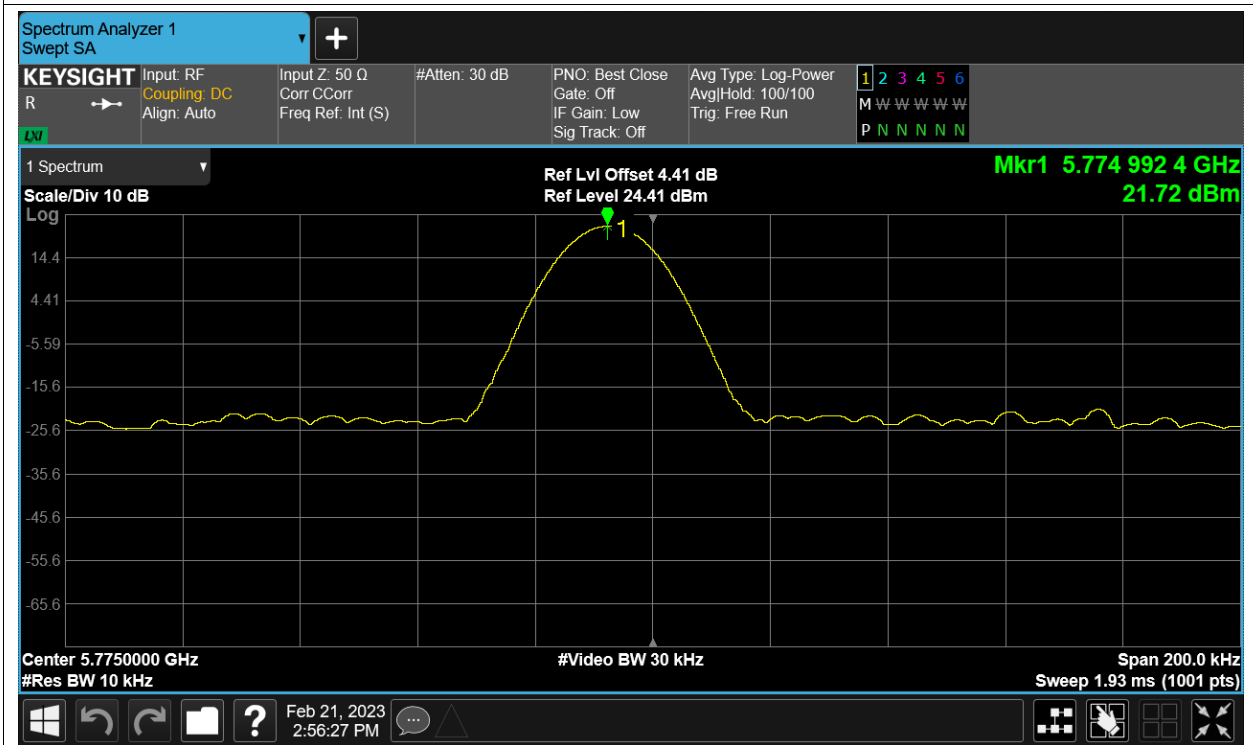 Spectrum Analyzer 1
Swept SA
KEYSIGHT
R
LXI
Input: RF
Coupling: DC
Align: Auto
Input Z: 50 Ω
Corr CCorr
Freq Ref: Int (S)
#Atten: 30 dB
PNO: Best Close
Gate: Off
IF Gain: Low
Sig Track: Off
Avg Type: Log-Power
Avg|Hold: 100/100
Trig: Free Run
1 2 3 4 5 6
M W W W W W
P N N N N N
1 Spectrum
Scale/Div 10 dB
Log
Ref Lvl Offset 4.41 dB
Ref Level 24.41 dBm
Mkr1 5.774 992 4 GHz
21.72 dBm
1
14.4
4.41
-5.59
-15.6
-25.6
-35.6
-45.6
-55.6
-65.6
Center 5.7750000 GHz
#Res BW 10 kHz
#Video BW 30 kHz
Span 200.0 kHz
Sweep 1.93 ms (1001 pts)
?
Feb 21, 2023
2:56:27 PM